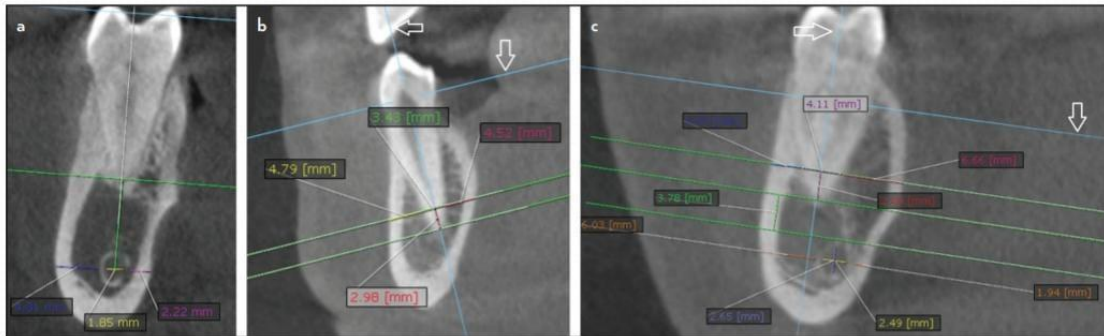 a
b
c
3.43 [mm]
4.52 [mm]
4.79 [mm]
2.98 [mm]
1.85 mm
2.22 [mm]
4.11 [mm]
6.66 [mm]
3.78 [mm]
6.03 [mm]
1.94 [mm]
2.65 [mm]
2.49 [mm]